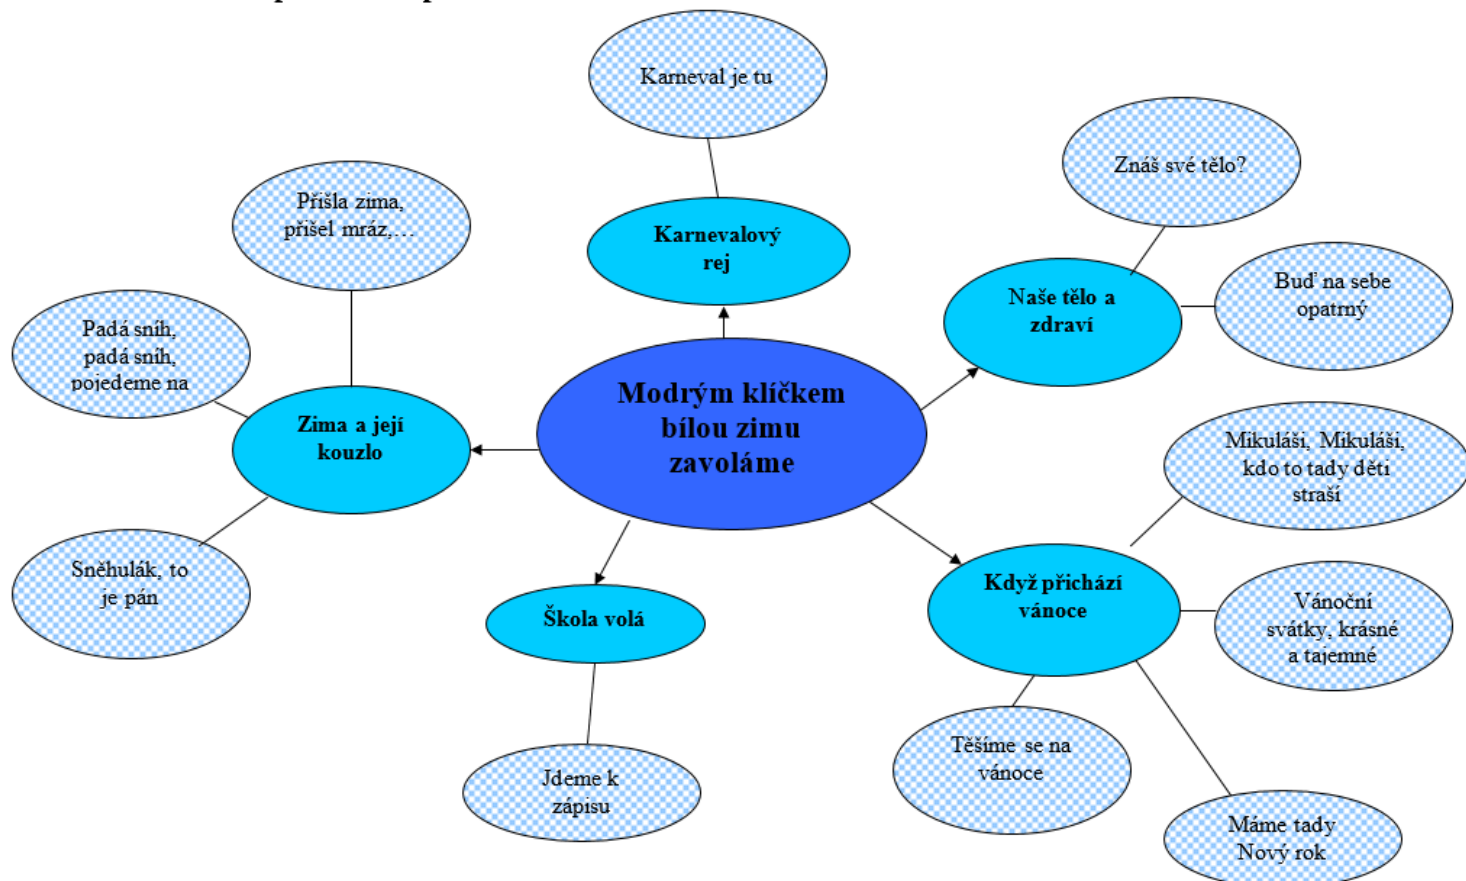 Karneval je tu
Znáš své tělo?
Přišla zima,
přišel mráz,...
Karnevalový
rej
Buď na sebe
opatrný
Naše tělo a
zdraví
Padá sníh,
padá sníh,
pojedeme na
Modrým klíčkem
bílou zimu
zavoláme
Zima a její
kouzlo
Mikuláši, Mikuláši,
kdo to tady děti
straší
Sněhulák, to
je pán
Škola volá
Když přichází
vánoce
Vánoční
svátky, krásné
a tajemné
Těšíme se na
vánoce
Jdeme k
zápisu
Máme tady
Nový rok